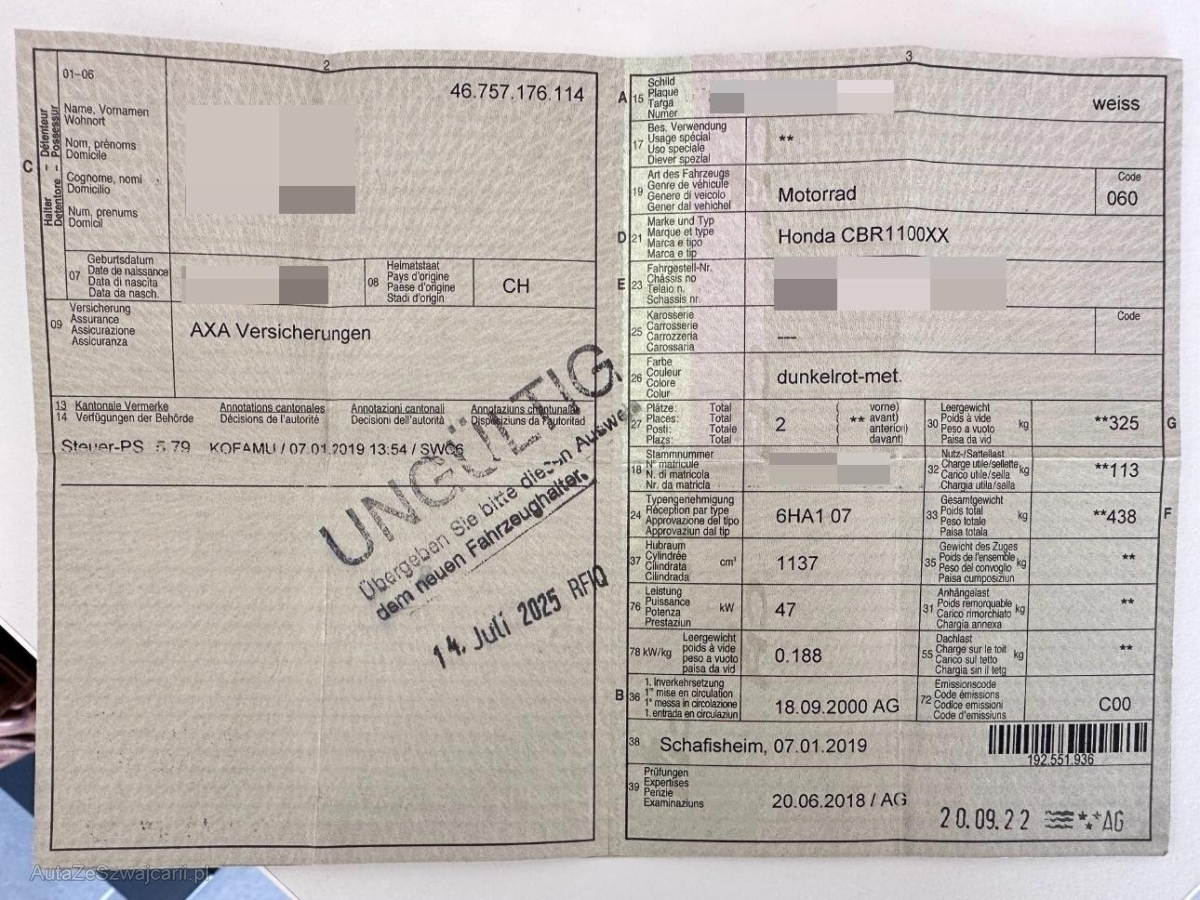 2
01-06
46.757.176.114
C
Halter - Détenteur
Detentore - Possessur
Name, Vornamen
Wohnort
Nom, prénoms
Domicile
Cognome, nomi
Domicilio
Num, prenums
Domicil
07
Geburtsdatum
Date de naissance
Data di nascita
Data da nasch.
08
Heimatstaat
Pays d'origine
Paese d'origine
Stadi d'origin
CH
09
Versicherung
Assurance
Assicurazione
Assicuranza
AXA Versicherungen
13 Kantonale Vermerke Annotations cantonales Annotazioni cantonali Annotaziuns chantunalas
14 Verfügungen der Behörde Décisions de l'autorité Decisioni dell'autorità Disposiziuns da l'autoritad
Steuer-PS 5.79 KOFAMU / 07.01.2019 13:54 / SWC6
UNGÜLTIG
Übergeben Sie bitte diesen Ausweis
dem neuen Fahrzeughalter.
14. Juli 2025 RFIQ
3
A 15
Schild
Plaque
Targa
Numer
weiss
17
Bes. Verwendung
Usage spécial
Uso speciale
Diever spezial
**
19
Art des Fahrzeugs
Genre de véhicule
Genere di veicolo
Gener dal vehichel
Motorrad
Code
060
D 21
Marke und Typ
Marque et type
Marca e tipo
Marca e tip
Honda CBR1100XX
E 23
Fahrgestell-Nr.
Châssis no
Telaio n.
Schassis nr.
25
Karosserie
Carrosserie
Carrozzeria
Carossaria
---
Code
26
Farbe
Couleur
Colore
Colur
dunkelrot-met.
27
Plätze: Total
Places: Total
Posti: Totale
Plazs: Total
2
( vorne)
( ** avant)
anteriori)
davant)
30
Leergewicht
Poids à vide
Peso a vuoto
Paisa da vid
kg
**325
G
18
Stammnummer
N° matricule
N. di matricola
Nr. da matricla
32
Nutz-/Sattellast
Charge utile/sellette
Carico utile/sella
Chargia utila/sella
kg
**113
24
Typengenehmigung
Réception par type
Approvazione del tipo
Approvaziun dal tip
6HA1 07
33
Gesamtgewicht
Poids total
Peso totale
Paisa totala
kg
**438
F
37
Hubraum
Cylindrée
Cilindrata
Cilindrada
cm³
1137
35
Gewicht des Zuges
Poids de l'ensemble
Peso del convoglio
Paisa cumposiziun
kg
**
76
Leistung
Puissance
Potenza
Prestaziun
kW
47
31
Anhängelast
Poids remorquable
Carico rimorchiato
Chargia annexa
kg
**
78 kW/kg
Leergewicht
poids à vide
peso a vuoto
paisa da vid
0.188
55
Dachlast
Charge sur le toit
Carico sul tetto
Chargia sin il tetg
kg
**
B 36
1. Inverkehrsetzung
1re mise en circulation
1a messa in circolazione
1. entrada en circulaziun
18.09.2000 AG
72
Emissionscode
Code émissions
Codice emissioni
Code d'emissiuns
C00
38
Schafisheim, 07.01.2019
192.551.936
39
Prüfungen
Expertises
Perizie
Examinaziuns
20.06.2018 / AG
20.09.22 AG
AutaZeSzwajcarii.pl